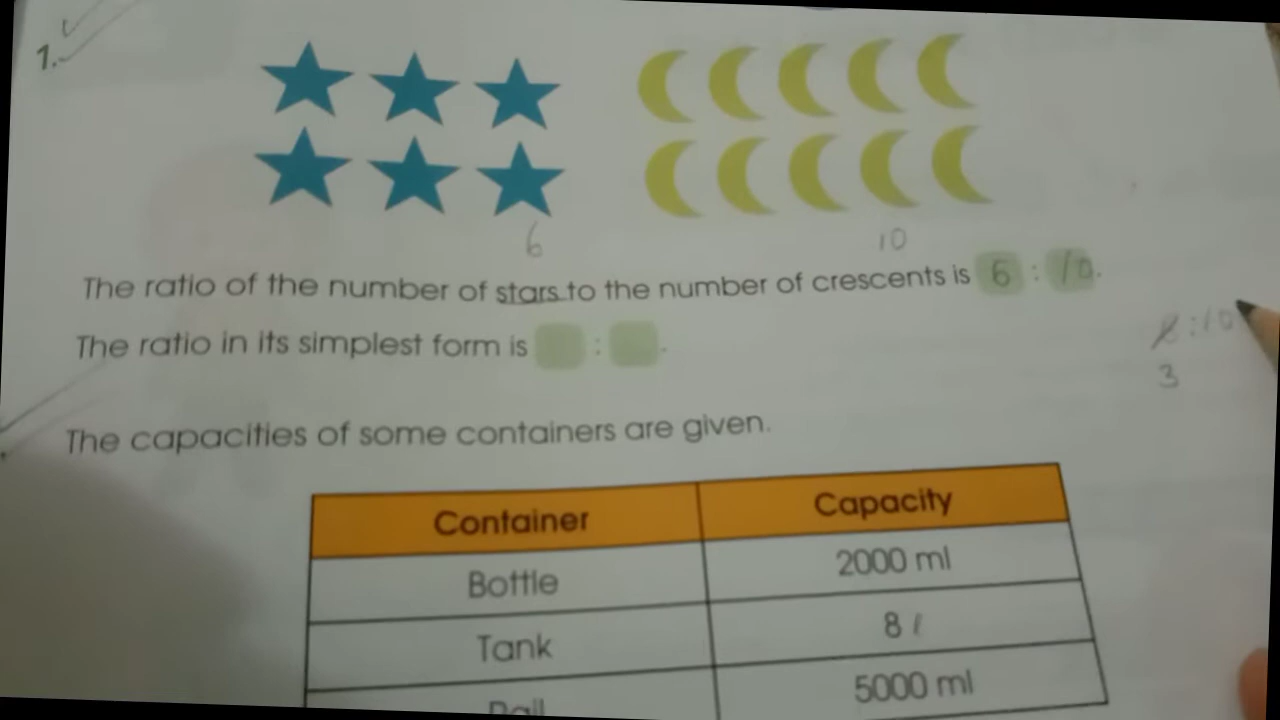 1.
6 10
The ratio of the number of stars to the number of crescents is 6 : 10.
The ratio in its simplest form is : .
6:10
3
The capacities of some containers are given.
Container Capacity
Bottle 2000 ml
Tank 8 l
5000 ml